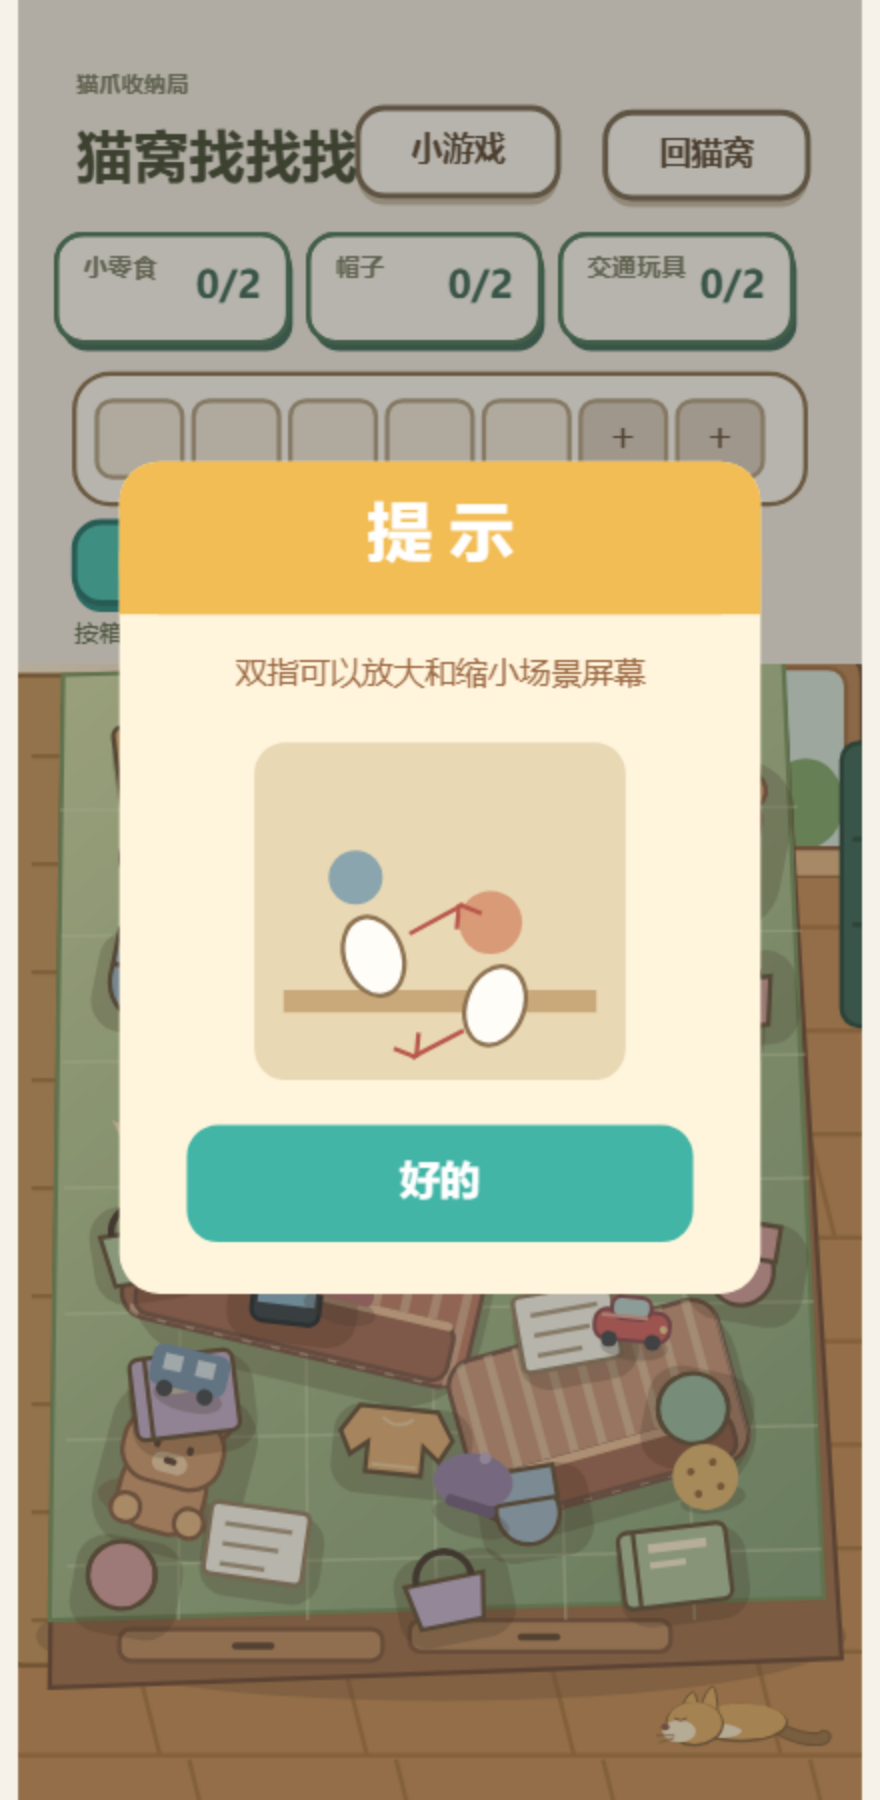 猫爪收纳局
猫窝找找找
小游戏
回猫窝
小零食 0/2
帽子 0/2
交通玩具 0/2
+ +
提示
按箱
双指可以放大和缩小场景屏幕
好的